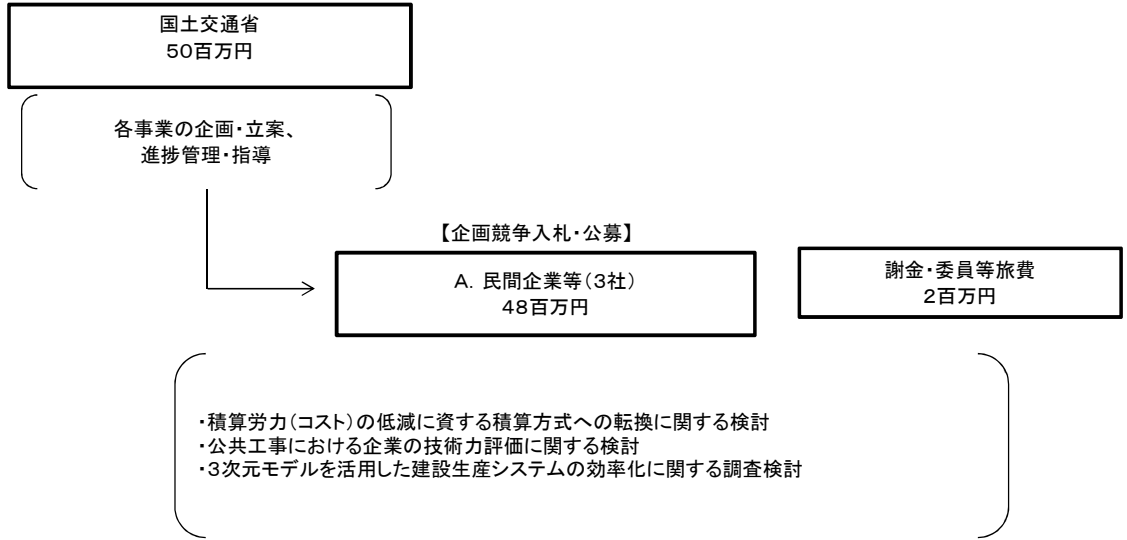 国土交通省
50百万円
各事業の企画・立案、
進捗管理・指導
【企画競争入札・公募】
A．民間企業等（3社）
48百万円
謝金・委員等旅費
2百万円
・積算労力（コスト）の低減に資する積算方式への転換に関する検討
・公共工事における企業の技術力評価に関する検討
・3次元モデルを活用した建設生産システムの効率化に関する調査検討